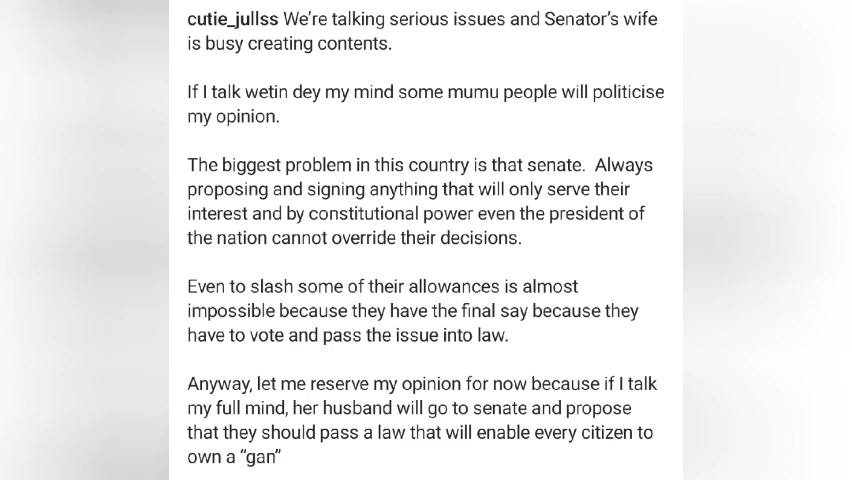 cutie_jullss We're talking serious issues and Senator's wife
is busy creating contents.
If I talk wetin dey my mind some mumu people will politicise
my opinion.
The biggest problem in this country is that senate.  Always
proposing and signing anything that will only serve their
interest and by constitutional power even the president of
the nation cannot override their decisions.
Even to slash some of their allowances is almost
impossible because they have the final say because they
have to vote and pass the issue into law.
Anyway, let me reserve my opinion for now because if I talk
my full mind, her husband will go to senate and propose
that they should pass a law that will enable every citizen to
own a “gan”